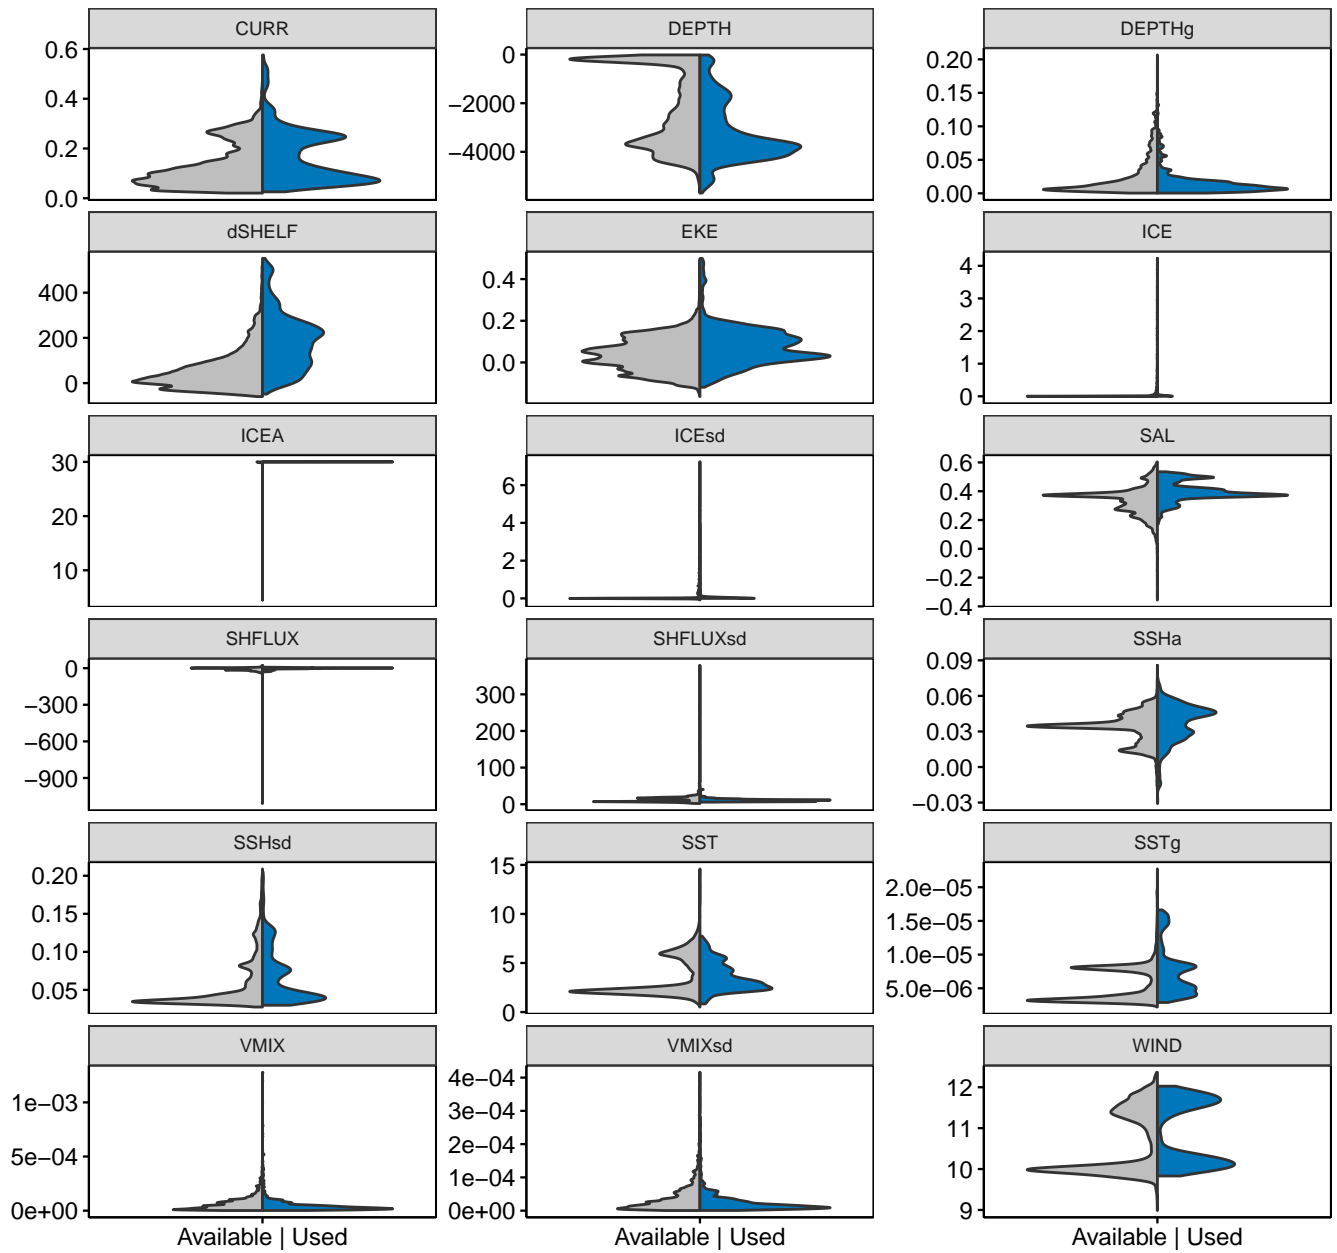 CURR
DEPTH
DEPTHg
0.6
0.4
0.2
0.0
0
−2000
−4000
0.20
0.15
0.10
0.05
0.00
dSHELF
EKE
ICE
400
200
0
0.4
0.2
0.0
4
3
2
1
0
ICEA
ICEsd
SAL
30
20
10
6
4
2
0
0.6
0.4
0.2
0.0
−0.2
−0.4
SHFLUX
SHFLUXsd
SSHa
0
−300
−600
−900
300
200
100
0
0.09
0.06
0.03
0.00
−0.03
SSHsd
SST
SSTg
0.20
0.15
0.10
0.05
15
10
5
0
2.0e−05
1.5e−05
1.0e−05
5.0e−06
VMIX
VMIXsd
WIND
1e−03
5e−04
0e+00
4e−04
3e−04
2e−04
1e−04
0e+00
12
11
10
9
Available | Used
Available | Used
Available | Used